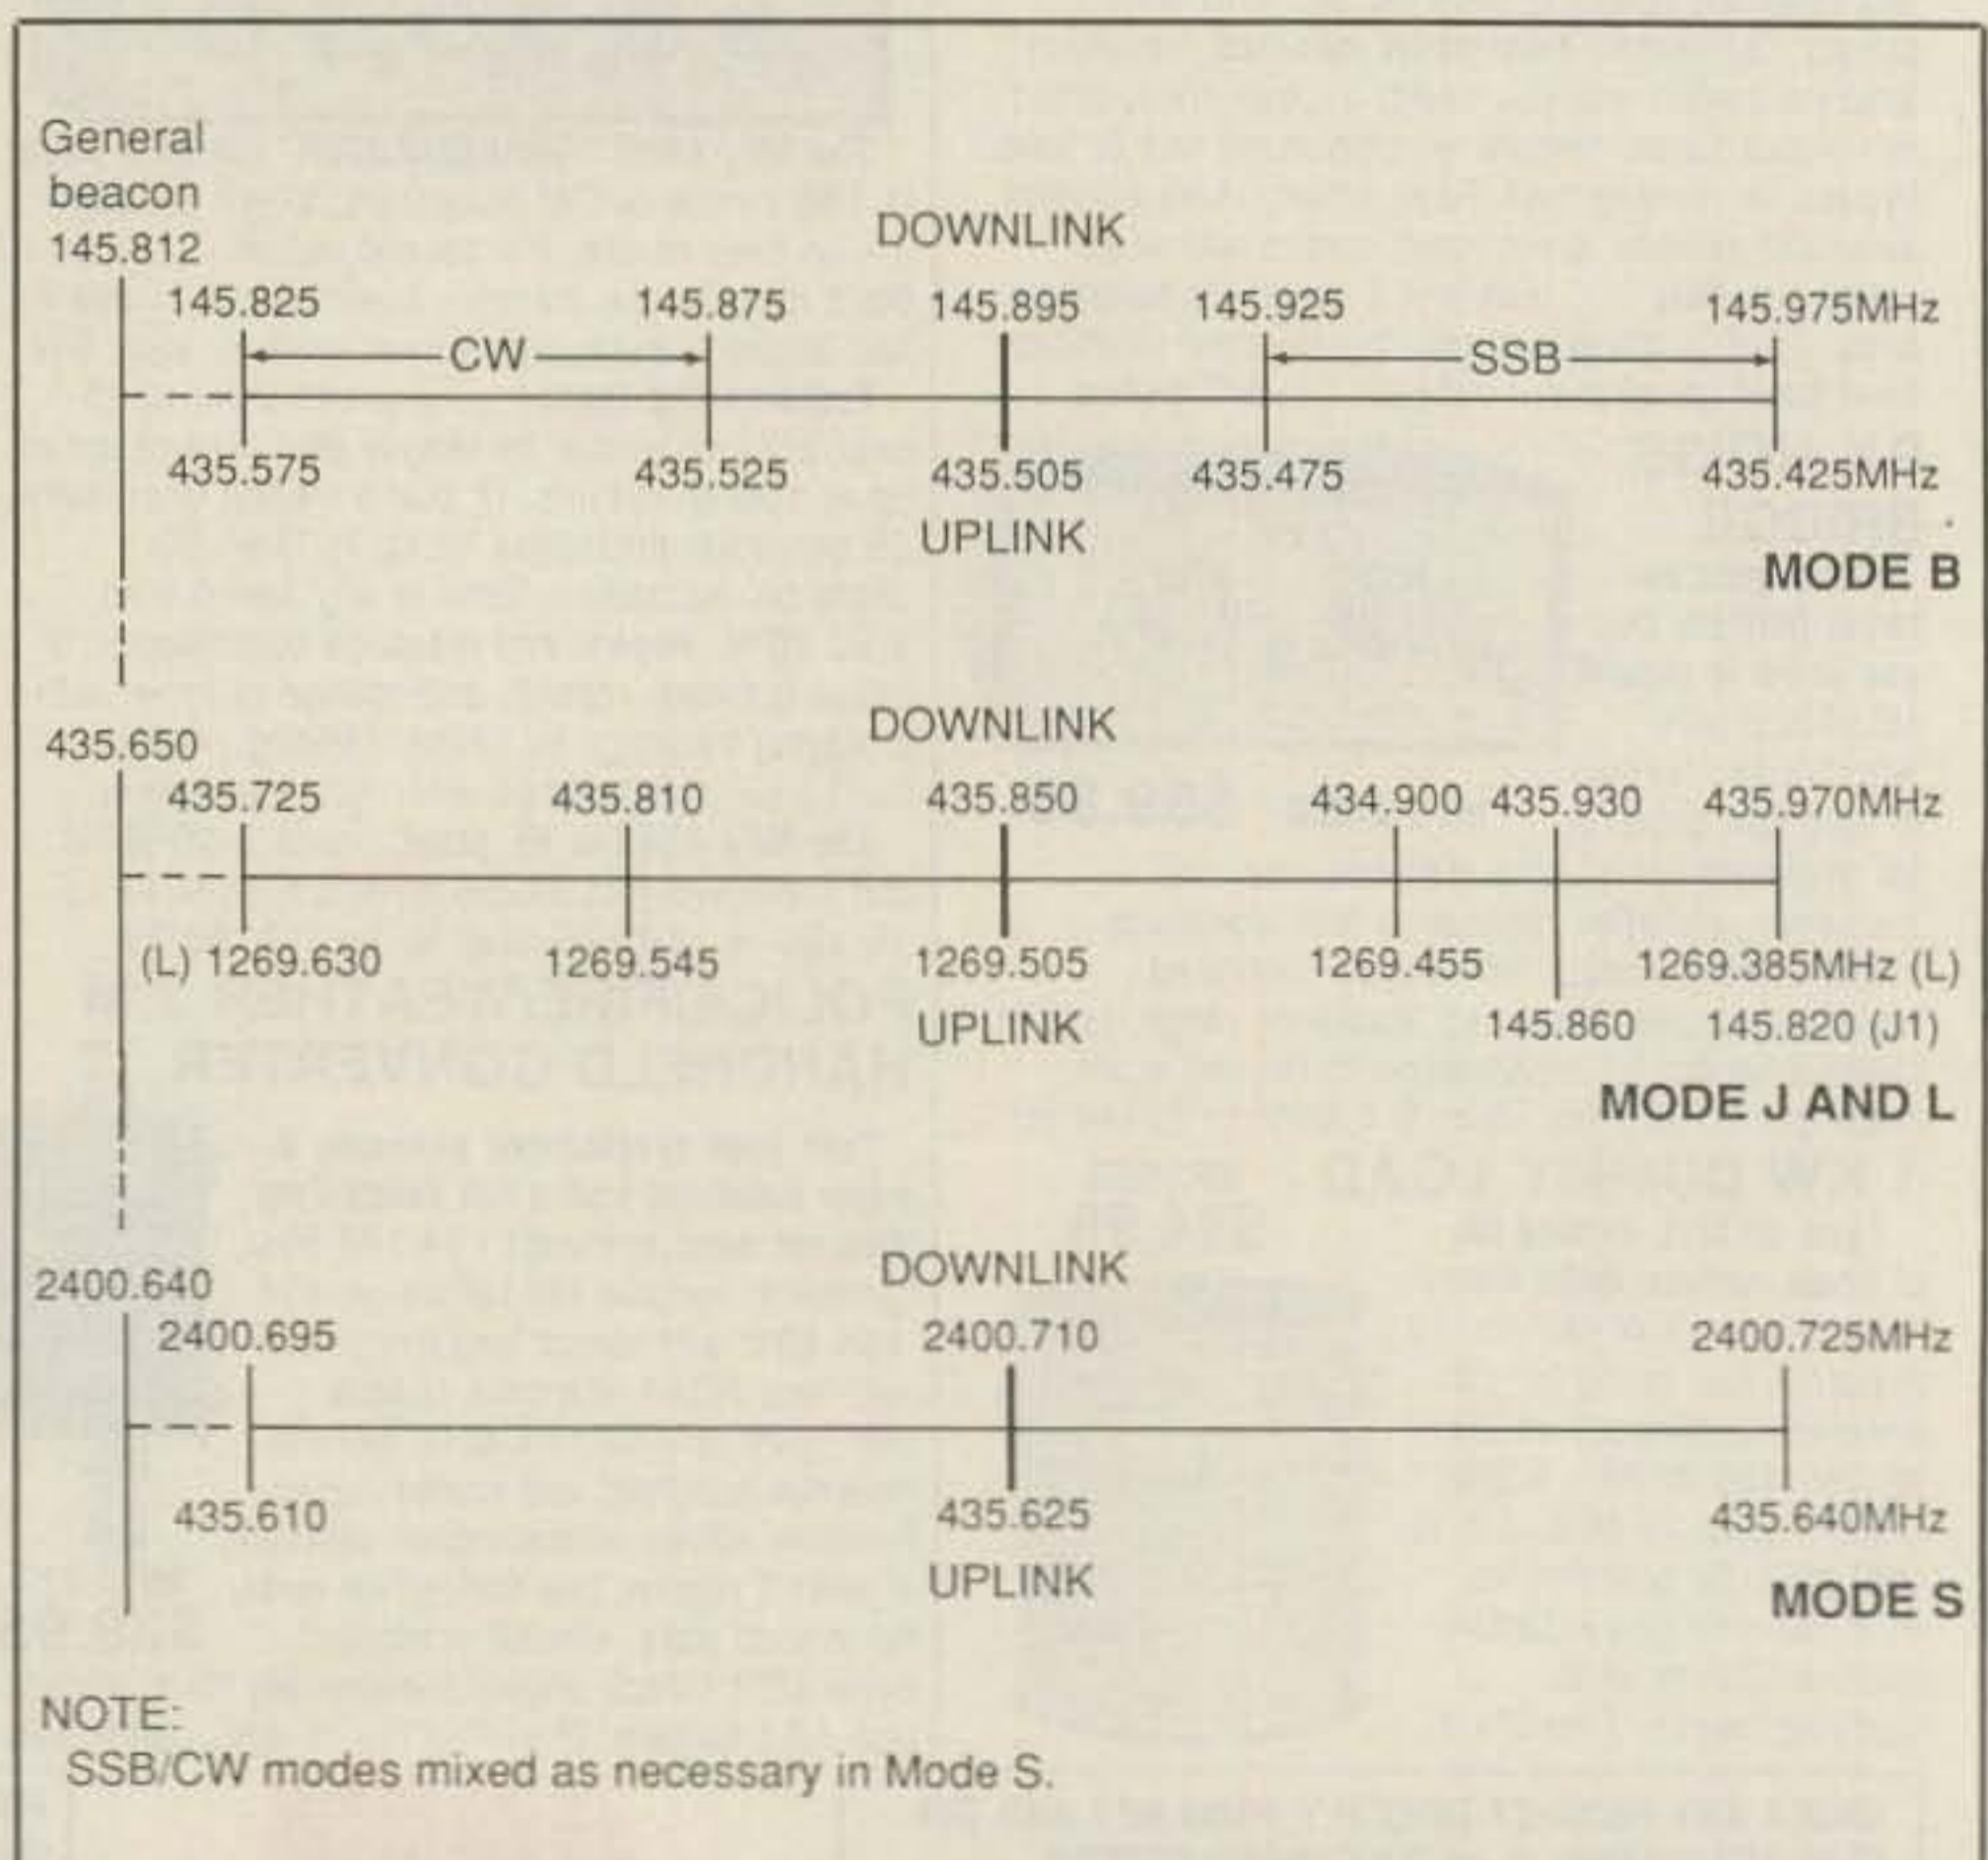 General
beacon
145.812
DOWNLINK
145.825 145.875 145.895 145.925 145.975MHz
CW SSB
435.575 435.525 435.505 435.475 435.425MHz
UPLINK
MODE B
435.650
DOWNLINK
435.725 435.810 435.850 434.900 435.930 435.970MHz
(L) 1269.630 1269.545 1269.505 1269.455 1269.385MHz (L)
UPLINK
145.860 145.820 (J1)
MODE J AND L
2400.640
DOWNLINK
2400.695 2400.710 2400.725MHz
435.610 435.625 435.640MHz
UPLINK
MODE S
NOTE:
SSB/CW modes mixed as necessary in Mode S.